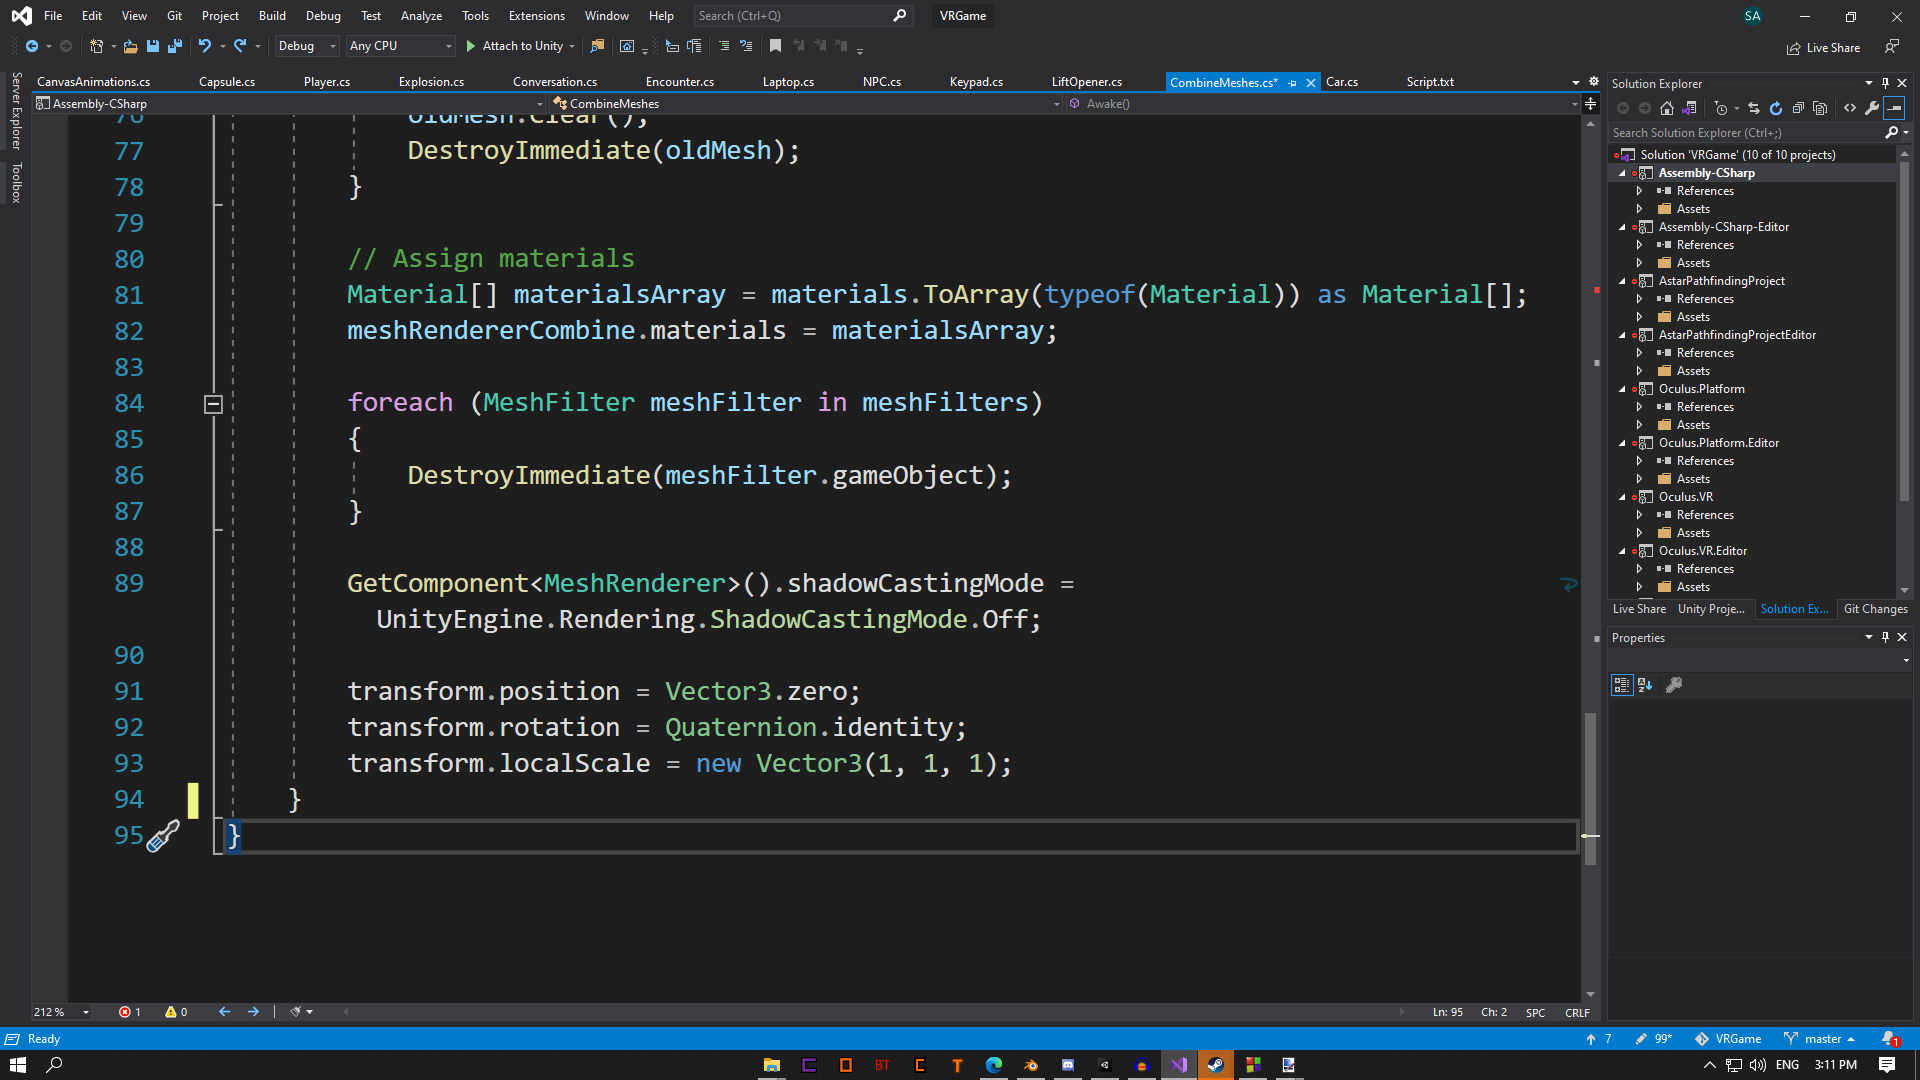 File Edit View Git Project Build Debug Test Analyze Tools Extensions Window Help Search (Ctrl+Q) VRGame SA
Debug Any CPU Attach to Unity Live Share
CanvasAnimations.cs Capsule.cs Player.cs Explosion.cs Conversation.cs Encounter.cs Laptop.cs NPC.cs Keypad.cs LiftOpener.cs CombineMeshes.cs* Car.cs Script.txt
Assembly-CSharp CombineMeshes Awake()
Server Explorer
Toolbox
76 oldMesh.Clear();
77 DestroyImmediate(oldMesh);
78 }
79
80 // Assign materials
81 Material[] materialsArray = materials.ToArray(typeof(Material)) as Material[];
82 meshRendererCombine.materials = materialsArray;
83
84 foreach (MeshFilter meshFilter in meshFilters)
85 {
86 DestroyImmediate(meshFilter.gameObject);
87 }
88
89 GetComponent<MeshRenderer>().shadowCastingMode =
UnityEngine.Rendering.ShadowCastingMode.Off;
90
91 transform.position = Vector3.zero;
92 transform.rotation = Quaternion.identity;
93 transform.localScale = new Vector3(1, 1, 1);
94 }
95 }
212 % 1 0 Ln: 95 Ch: 2 SPC CRLF
Solution Explorer
Search Solution Explorer (Ctrl+;)
Solution 'VRGame' (10 of 10 projects)
Assembly-CSharp
References
Assets
Assembly-CSharp-Editor
References
Assets
AstarPathfindingProject
References
Assets
AstarPathfindingProjectEditor
References
Assets
Oculus.Platform
References
Assets
Oculus.Platform.Editor
References
Assets
Oculus.VR
References
Assets
Oculus.VR.Editor
References
Assets
Live Share Unity Proje... Solution Ex... Git Changes
Properties
Ready 7 99* VRGame master 1
BT T ENG 3:11 PM